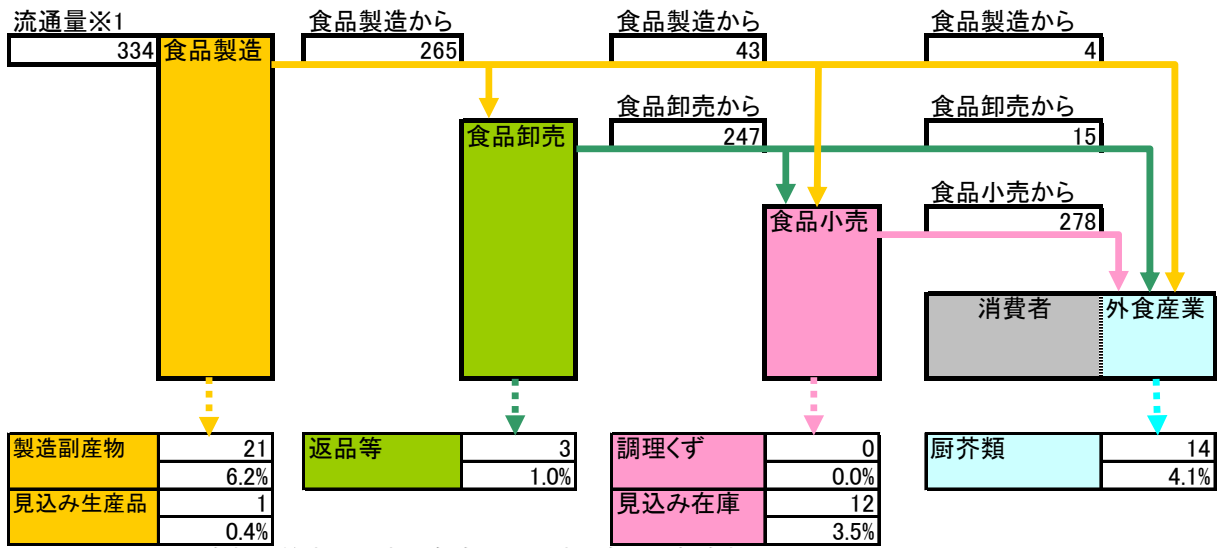 流通量※1 食品製造から 食品製造から 食品製造から
334 食品製造 265 43 4
食品卸売から 食品卸売から
食品卸売 247 15
食品小売から
食品小売 278
消費者 外食産業
製造副産物 21 返品等 3 調理くず 0 厨芥類 14
6.2% 1.0% 0.0% 4.1%
見込み生産品 1 見込み在庫 12
0.4% 3.5%